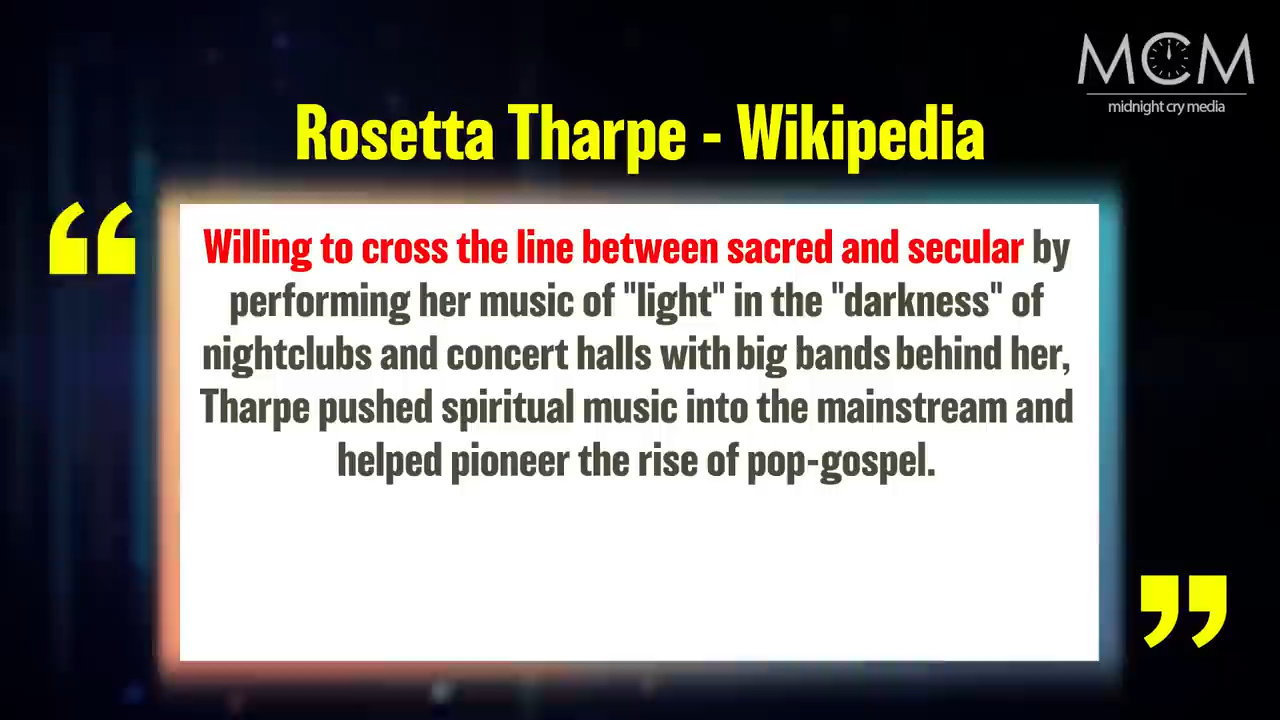 MCM
midnight cry media
Rosetta Tharpe - Wikipedia
“
Willing to cross the line between sacred and secular by
performing her music of "light" in the "darkness" of
nightclubs and concert halls with big bands behind her,
Tharpe pushed spiritual music into the mainstream and
helped pioneer the rise of pop-gospel.
”